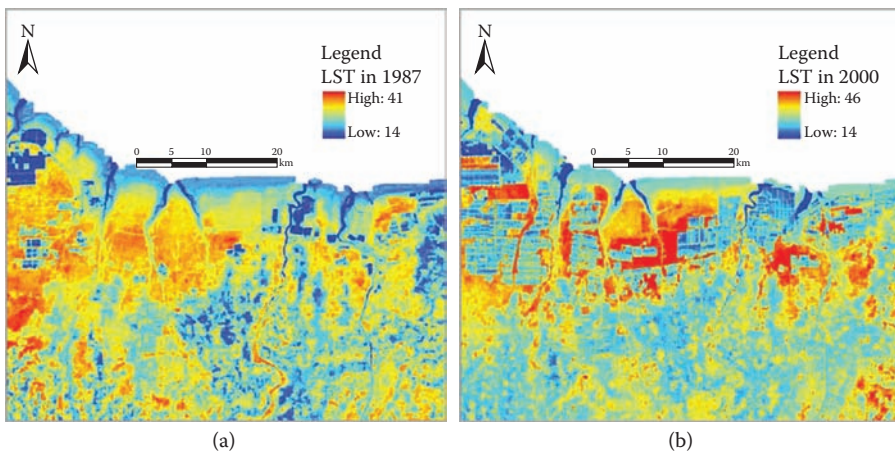 N
Legend
LST in 1987
High: 41
Low: 14
0 5 10 20
km
(a)
N
Legend
LST in 2000
High: 46
Low: 14
0 5 10 20
km
(b)